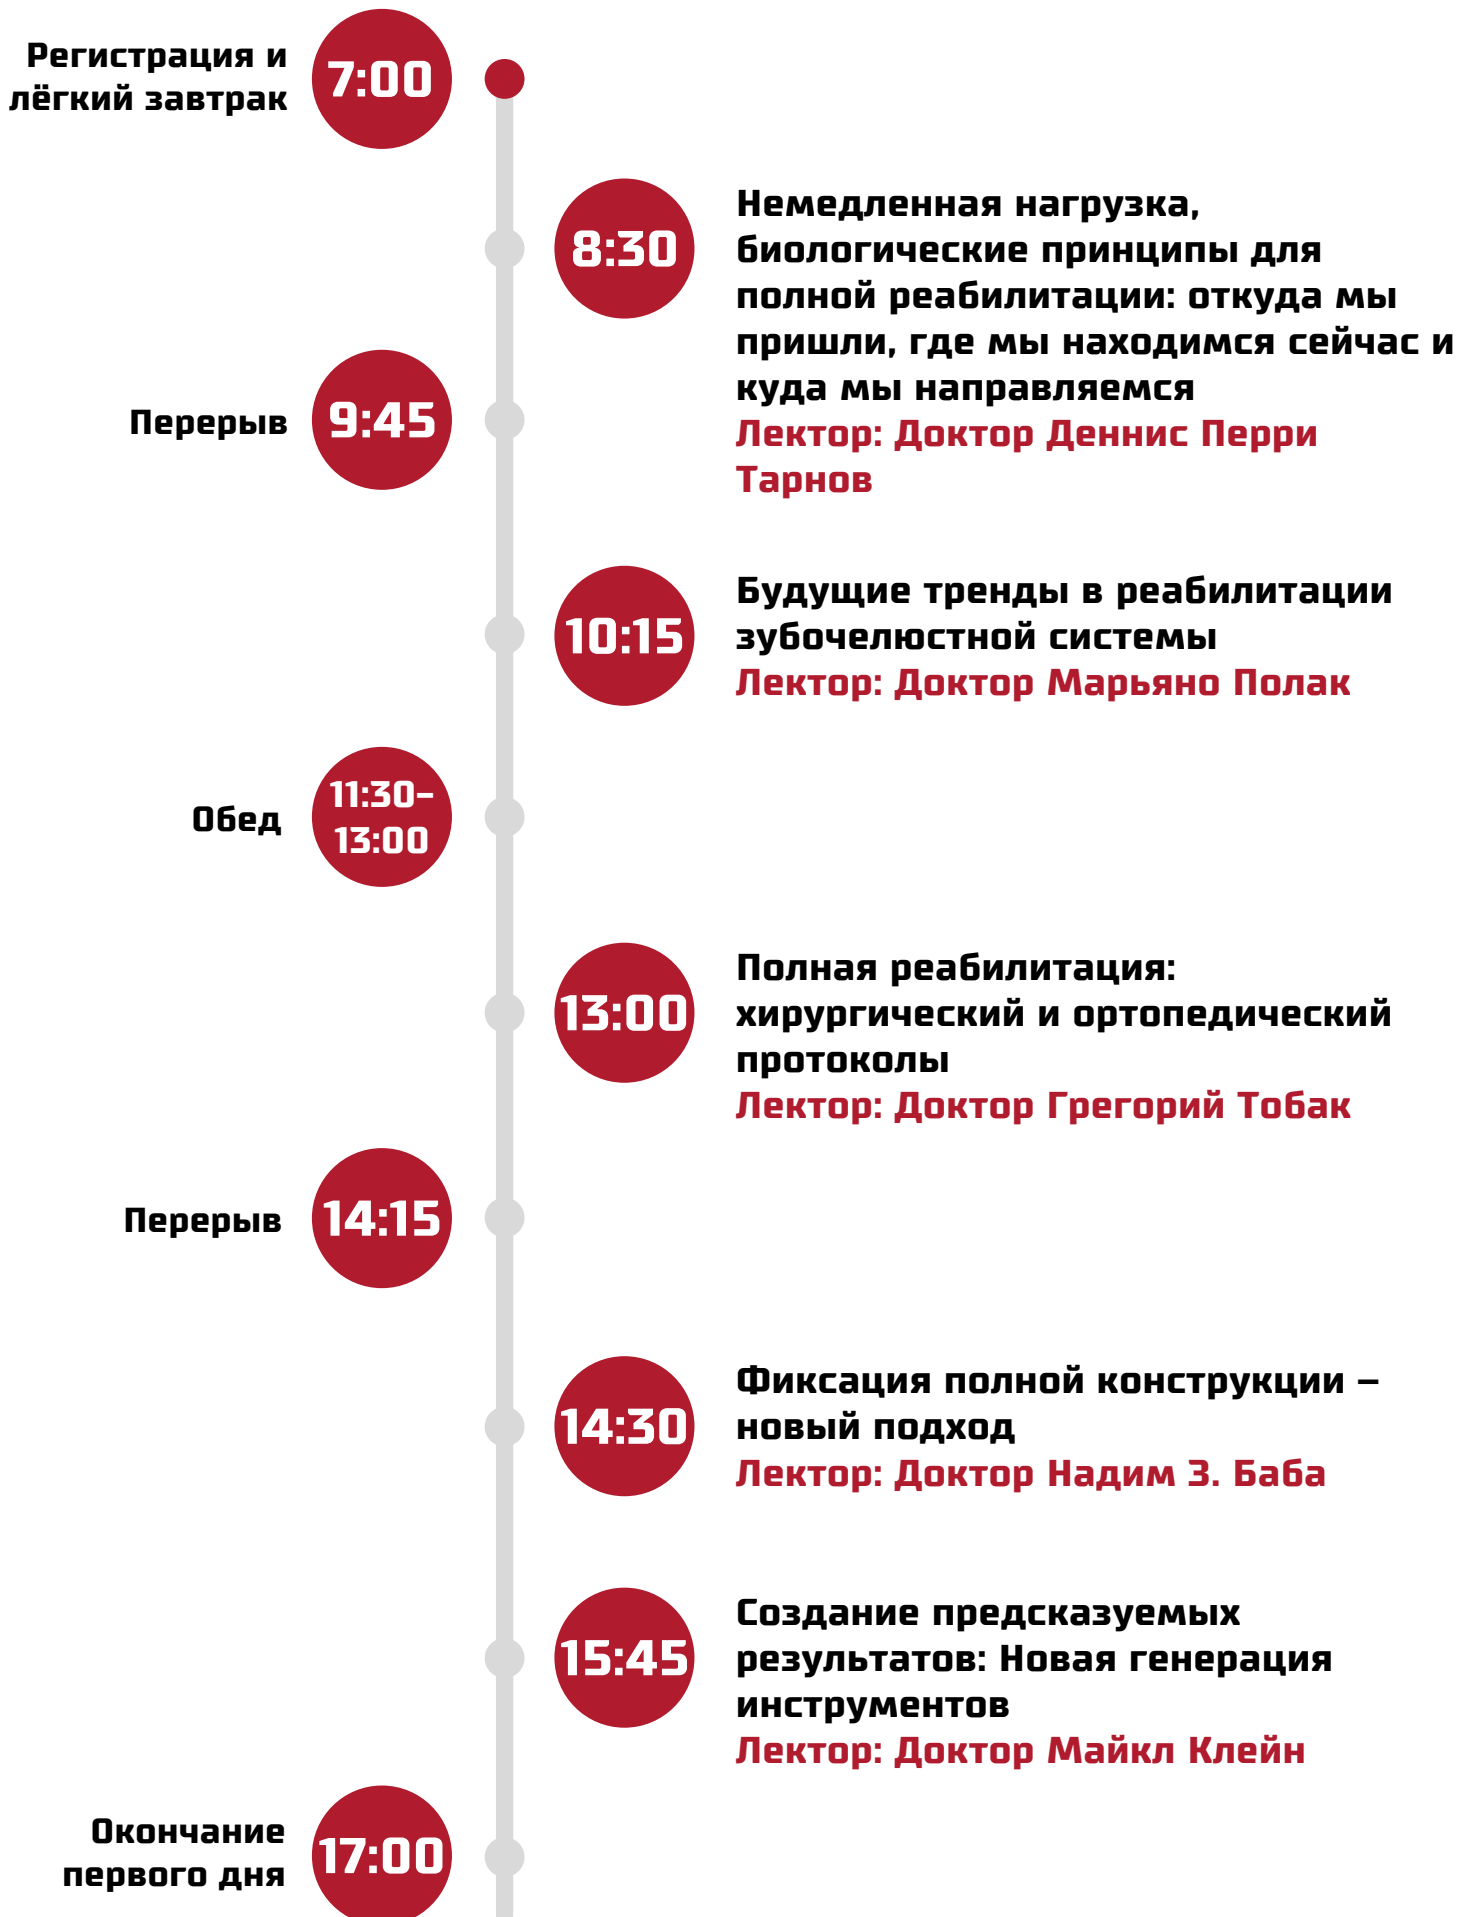 Регистрация и
лёгкий завтрак
7:00
8:30
Немедленная нагрузка,
биологические принципы для
полной реабилитации: откуда мы
пришли, где мы находимся сейчас и
куда мы направляемся
Лектор: Доктор Деннис Перри
Тарнов
Перерыв
9:45
10:15
Будущие тренды в реабилитации
зубочелюстной системы
Лектор: Доктор Марьяно Полак
Обед
11:30–
13:00
13:00
Полная реабилитация:
хирургический и ортопедический
протоколы
Лектор: Доктор Грегорий Тобак
Перерыв
14:15
14:30
Фиксация полной конструкции –
новый подход
Лектор: Доктор Надим З. Баба
15:45
Создание предсказуемых
результатов: Новая генерация
инструментов
Лектор: Доктор Майкл Клейн
Окончание
первого дня
17:00